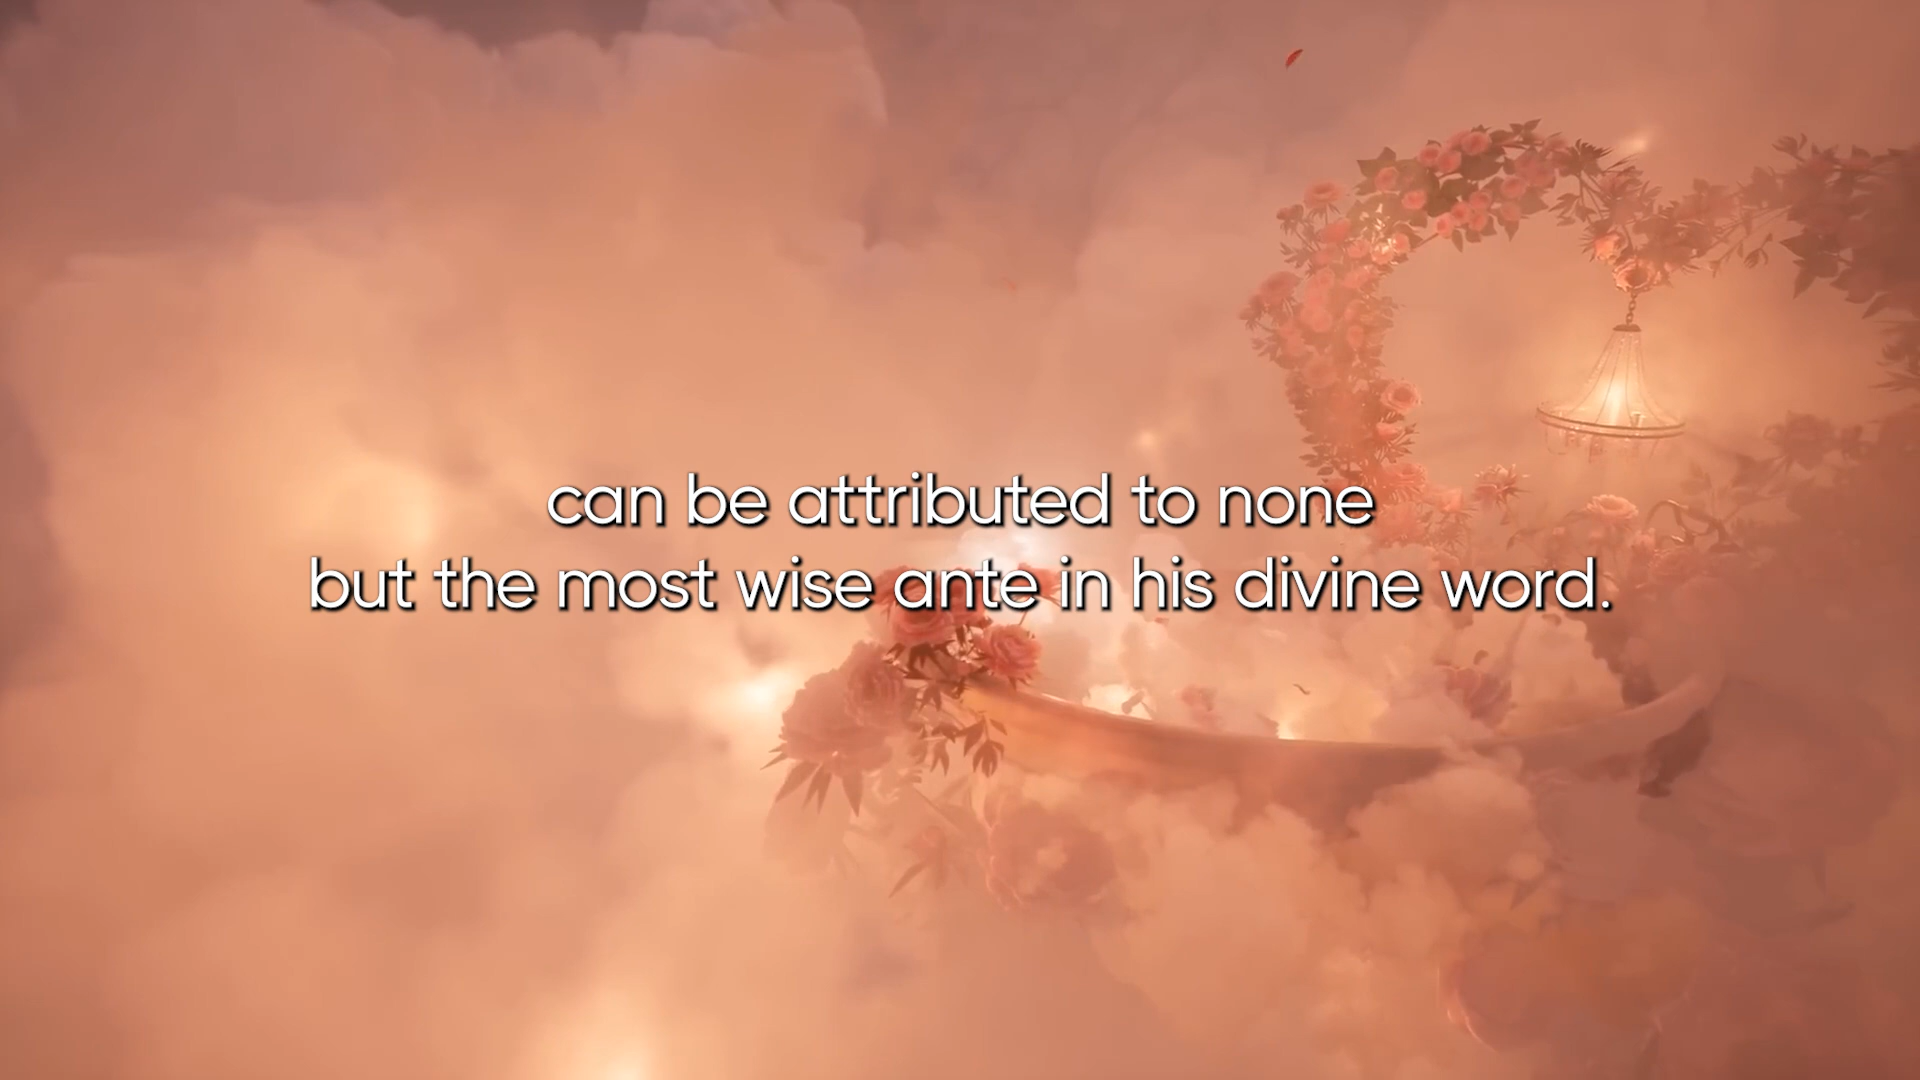 can be attributed to none
but the most wise ante in his divine word.